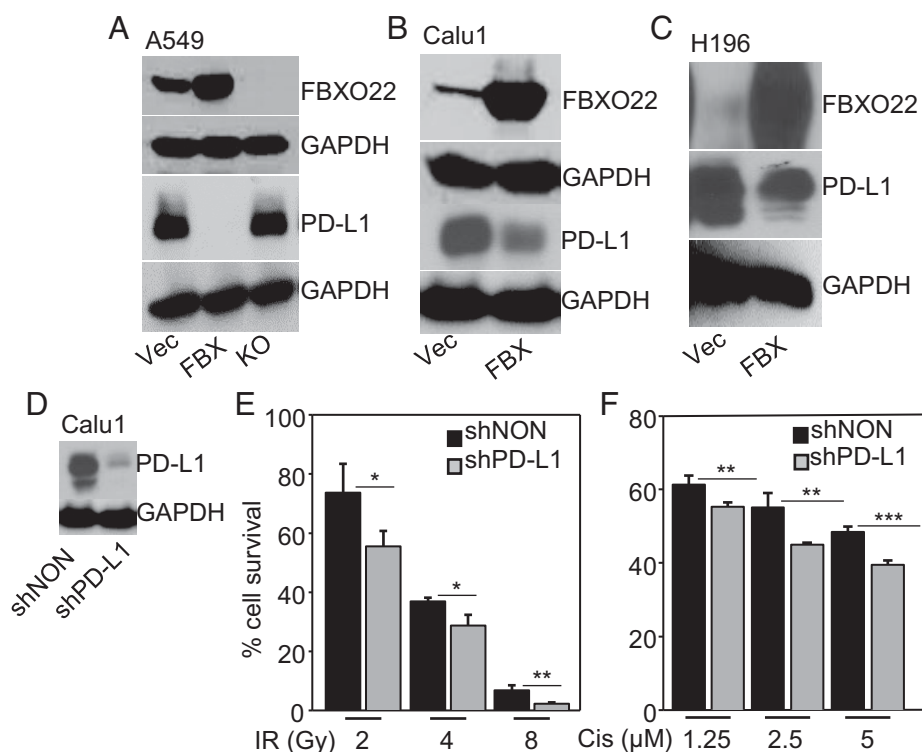 A
A549
FBXO22
GAPDH
PD-L1
GAPDH
Vec
FBX
KO
B
Calu1
FBXO22
GAPDH
PD-L1
GAPDH
Vec
FBX
C
H196
FBXO22
PD-L1
GAPDH
Vec
FBX
D
Calu1
PD-L1
GAPDH
shNON
shPD-L1
E
100
80
60
40
20
0
% cell survival
shNON
shPD-L1
*
*
**
IR (Gy)
2
4
8
F
80
60
40
20
0
shNON
shPD-L1
**
**
***
Cis (µM)
1.25
2.5
5